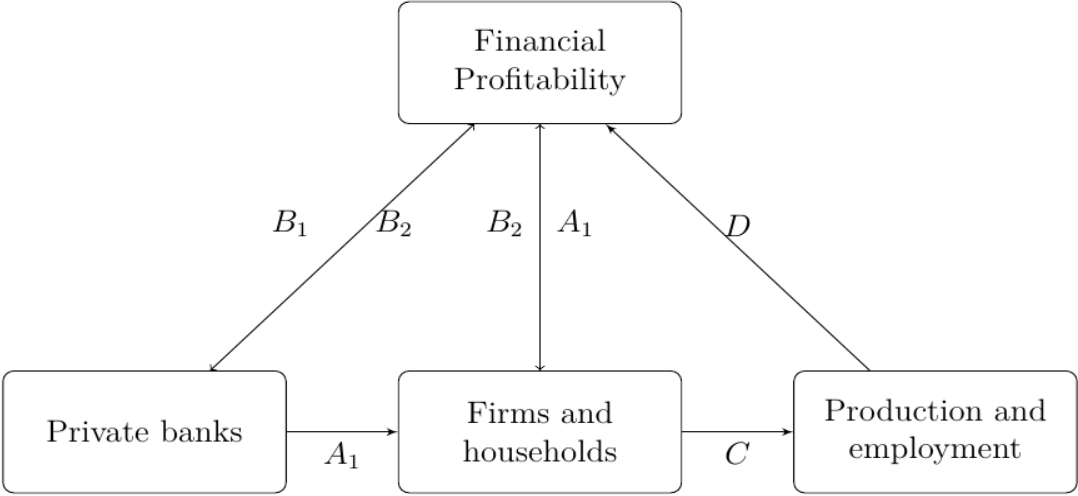 Financial
Profitability
B₁
B₂
B₂
A₁
D
Private banks
A₁
Firms and
households
C
Production and
employment